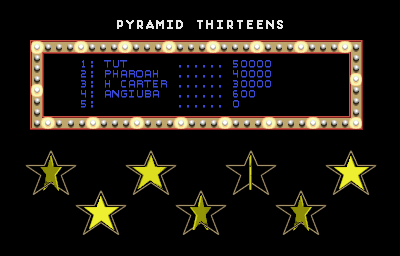 PYRAMID THIRTEENS
1: TUT ...... 50000
2: PHAROAH ...... 40000
3: H CARTER ...... 30000
4: ANGIUBA ...... 600
5: ...... 0